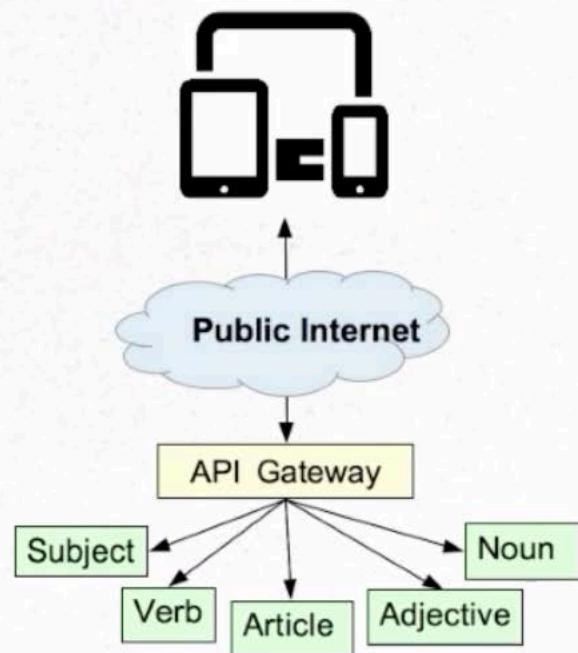 Public Internet
API Gateway
Subject
Noun
Verb
Article
Adjective